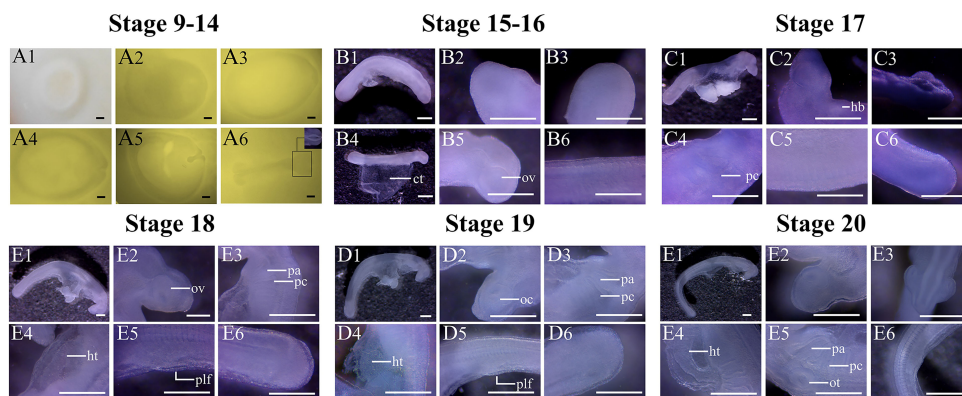 Stage 9-14 Stage 15-16 Stage 17
A1 A2 A3 B1 B2 B3 C1 C2 C3
hb
A4 A5 A6 B4 B5 B6 C4 C5 C6
ct ov pc
Stage 18 Stage 19 Stage 20
E1 E2 E3 D1 D2 D3 E1 E2 E3
ov pa pc oc pa pc
E4 E5 E6 D4 D5 D6 E4 E5 E6
ht plf ht plf ht pa pc ot